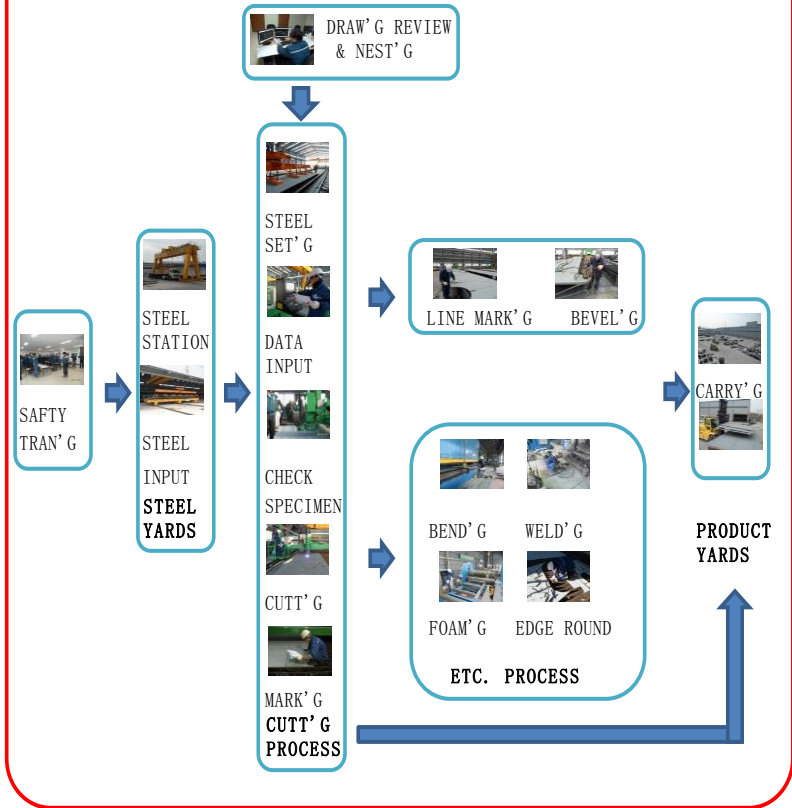 DRAW'G REVIEW
& NEST'G
SAFTY
TRAN'G
STEEL
STATION
STEEL
INPUT
STEEL
YARDS
STEEL
SET'G
DATA
INPUT
CHECK
SPECIMEN
CUTT'G
MARK'G
CUTT'G
PROCESS
LINE MARK'G
BEVEL'G
BEND'G
WELD'G
FOAM'G
EDGE ROUND
ETC. PROCESS
CARRY'G
PRODUCT
YARDS